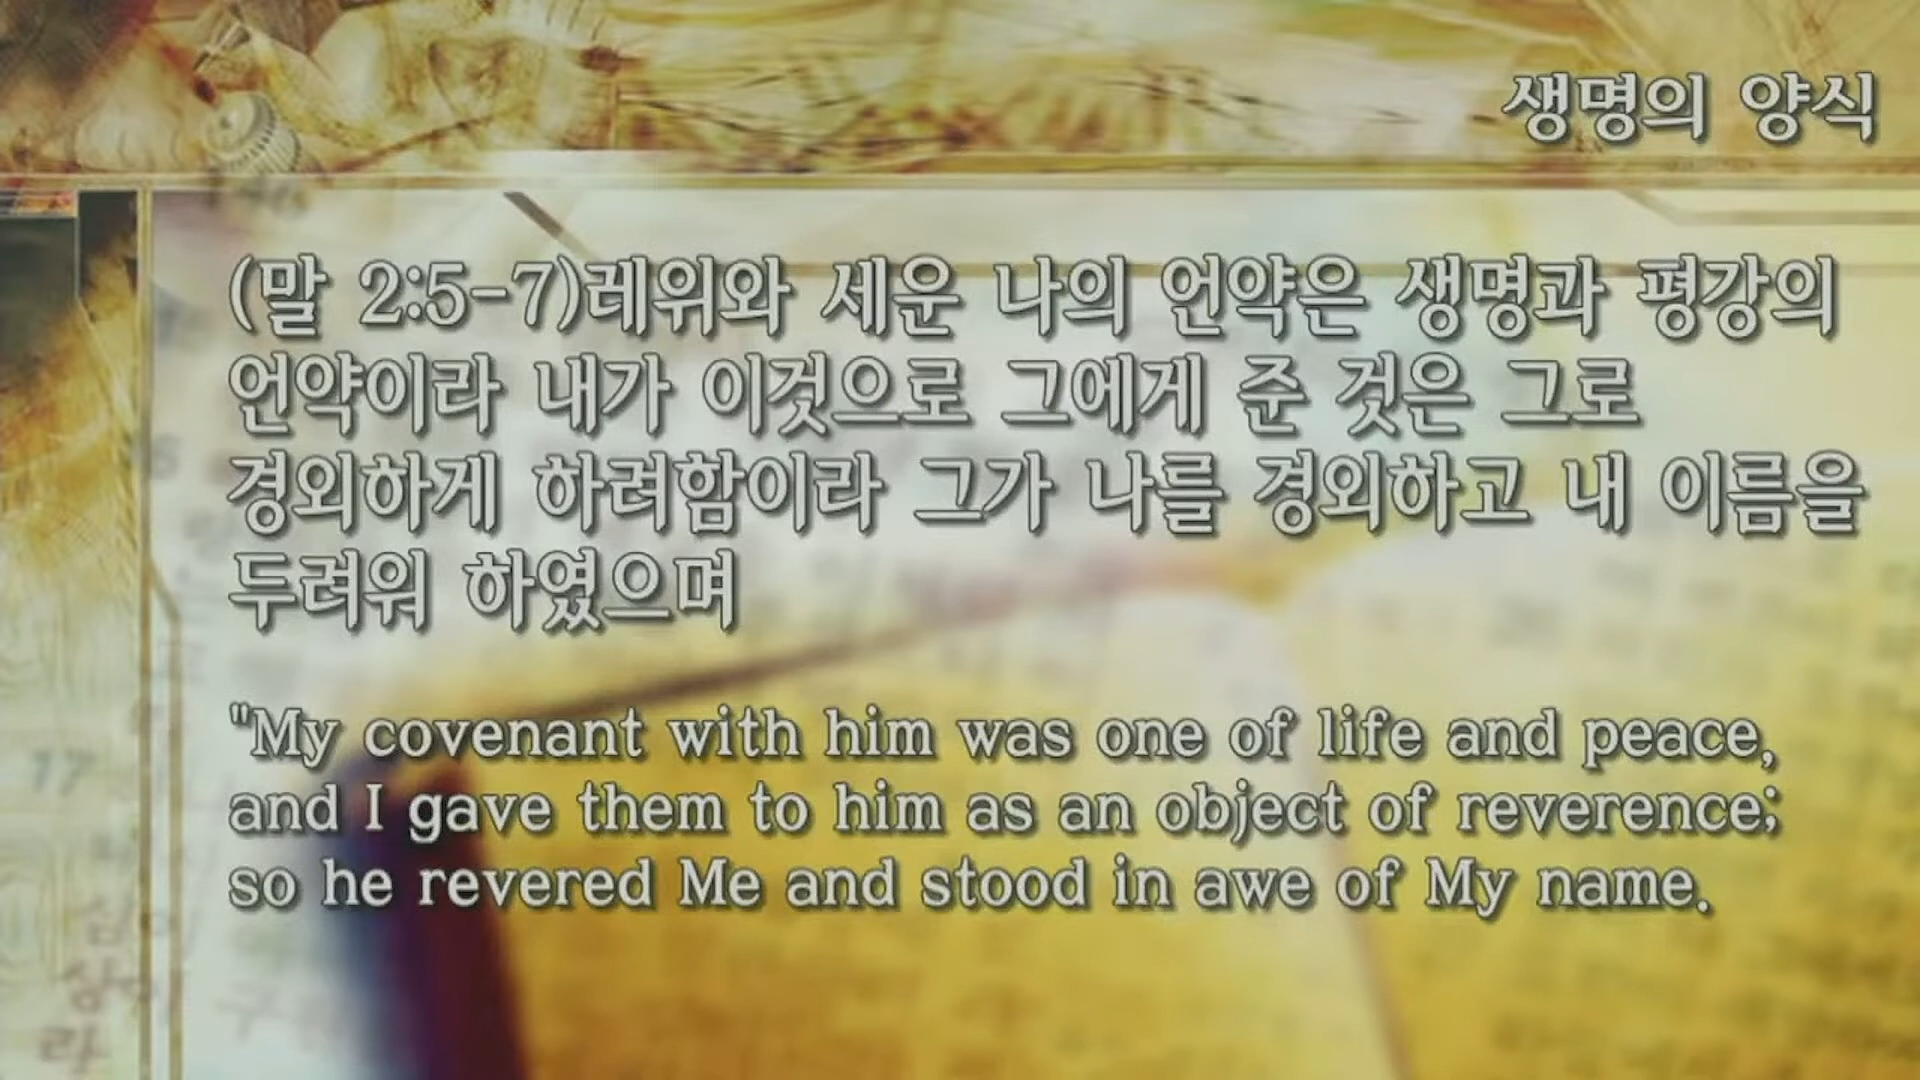 생명의 양식
(말 2:5-7)레위와 세운 나의 언약은 생명과 평강의
언약이라 내가 이것으로 그에게 준 것은 그로
경외하게 하려함이라 그가 나를 경외하고 내 이름을
두려워 하였으며
"My covenant with him was one of life and peace,
and I gave them to him as an object of reverence;
so he revered Me and stood in awe of My name.